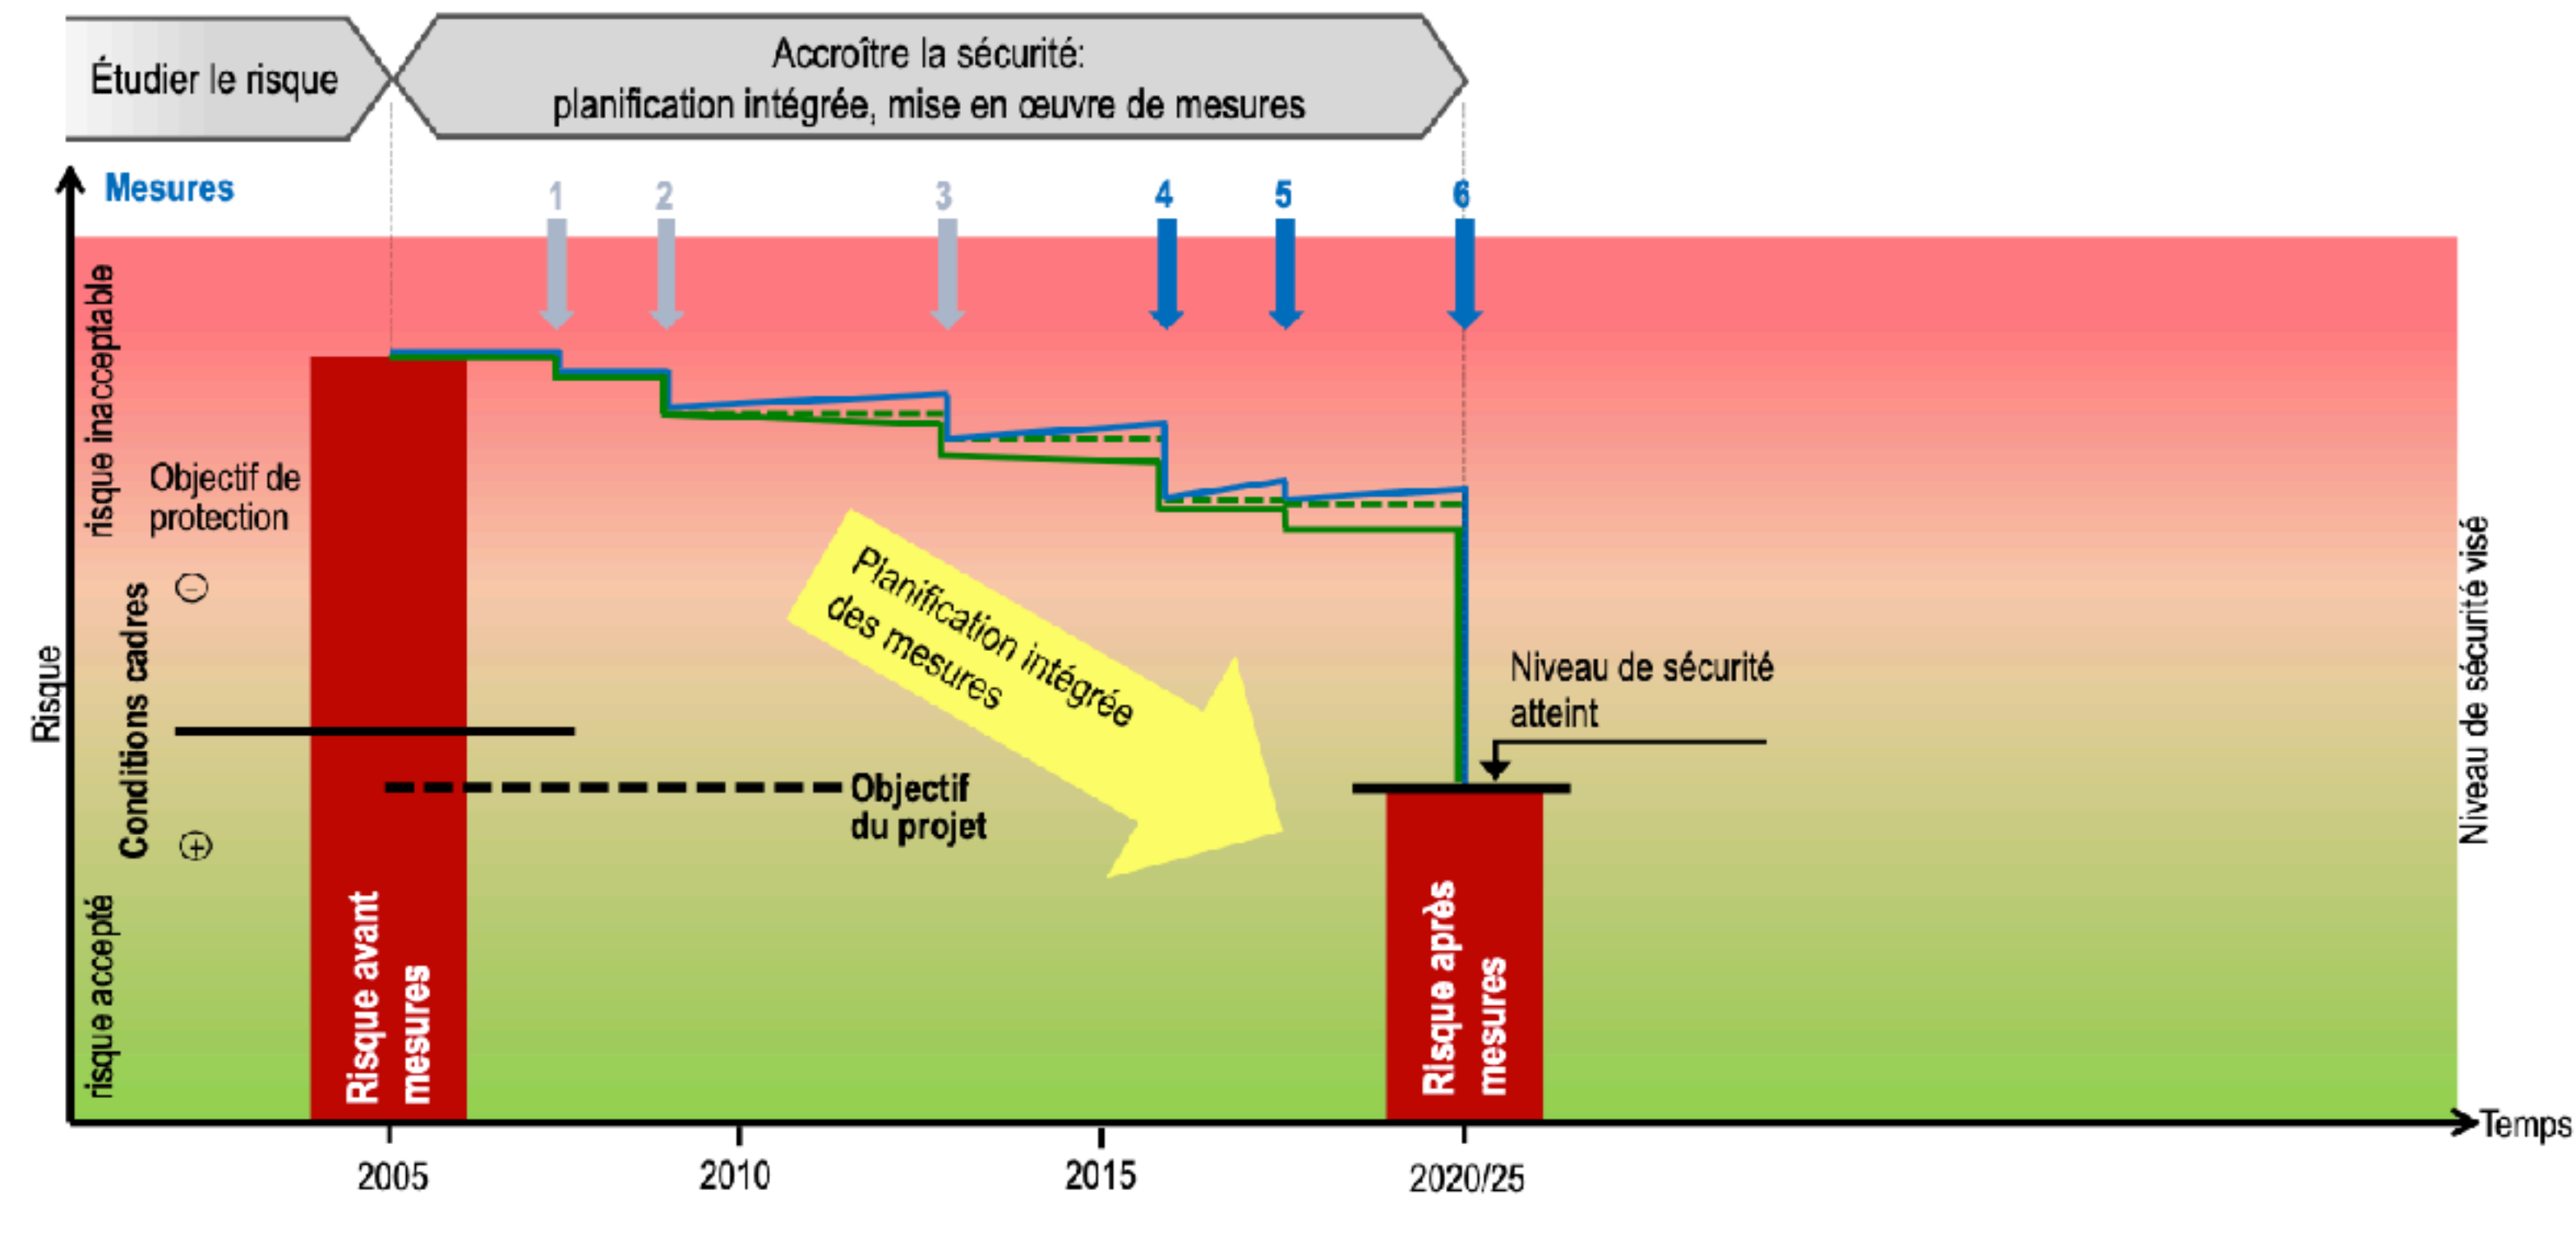 Étudier le risque
Accroître la sécurité:
planification intégrée, mise en œuvre de mesures
Mesures
1
2
3
4
5
6
risque inacceptable
Objectif de
protection
Conditions cadres
Risque
risque accepté
Planification intégrée
des mesures
Objectif
du projet
Niveau de sécurité
atteint
Niveau de sécurité visé
Risque avant
mesures
Risque après
mesures
Temps
2005
2010
2015
2020/25